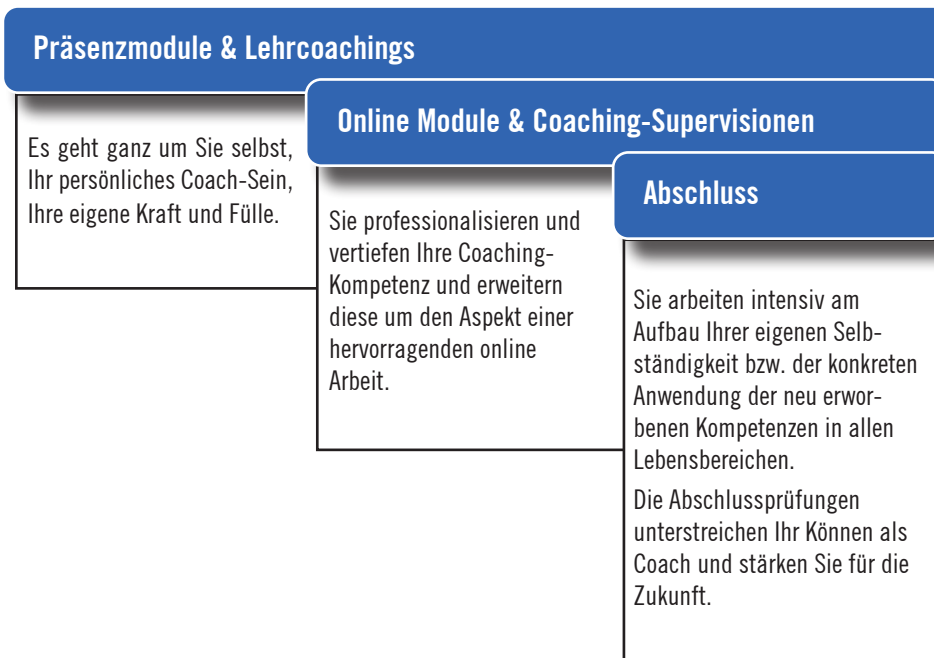 Präsenzmodule & Lehrcoachings
Es geht ganz um Sie selbst,
Ihr persönliches Coach-Sein,
Ihre eigene Kraft und Fülle.
Online Module & Coaching-Supervisionen
Sie professionalisieren und
vertiefen Ihre Coaching-
Kompetenz und erweitern
diese um den Aspekt einer
hervorragenden online
Arbeit.
Abschluss
Sie arbeiten intensiv am
Aufbau Ihrer eigenen Selb-
ständigkeit bzw. der konkreten
Anwendung der neu erwor-
benen Kompetenzen in allen
Lebensbereichen.
Die Abschlussprüfungen
unterstreichen Ihr Können als
Coach und stärken Sie für die
Zukunft.